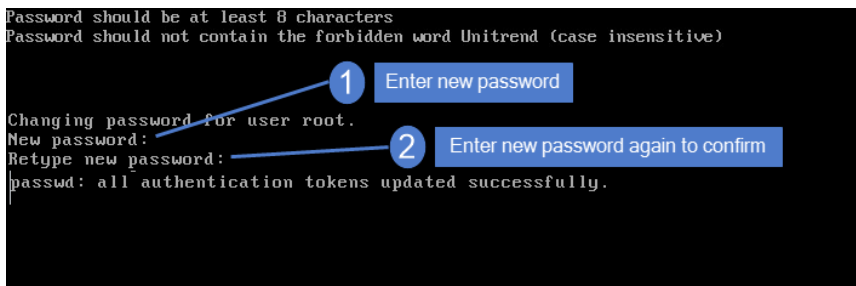 Password should be at least 8 characters
Password should not contain the forbidden word Unitrend (case insensitive)
1 Enter new password
Changing password for user root.
New password:
2 Enter new password again to confirm
Retype new password:
passwd: all authentication tokens updated successfully.